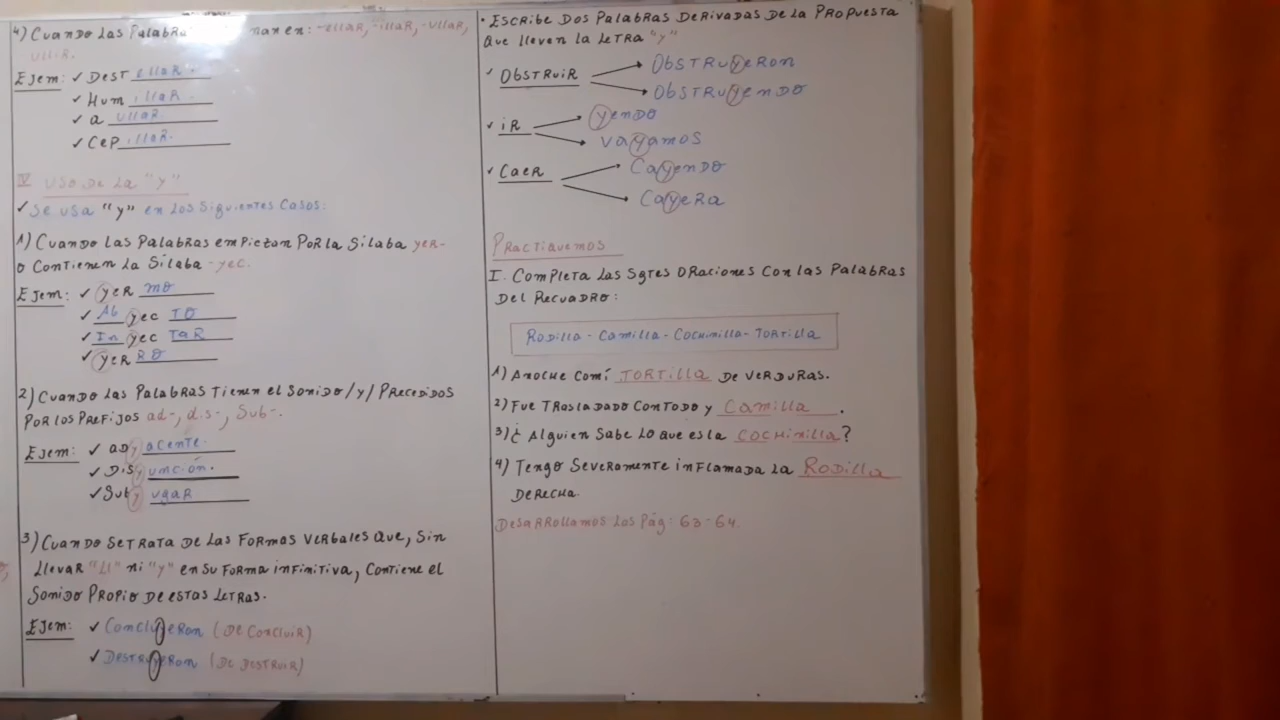 4) Cuando las palabras nan en: -ellar, -illar, -ullar,
ullir.
Ejem: ✓ Dest ellar.
✓ Hum illar
✓ a ullar.
✓ Cep illar.
IV Uso de la "y"
✓ Se usa "y" en los siguientes casos:
1) Cuando las palabras empiezan por la sílaba yer-
o contienen la sílaba -yec.
Ejem: ✓ yer mo
✓ Ab yec to
✓ In yec tar
✓ yer ro
2) Cuando las palabras tienen el sonido /y/ precedidos
por los prefijos ad-, dis-, sub-.
Ejem: ✓ ady acente.
✓ Disy unción.
✓ Suby ugar
3) Cuando se trata de las formas verbales que, sin
llevar "ll" ni "y" en su forma infinitiva, contiene el
sonido propio de estas letras.
Ejem: ✓ Concluyeron (de concluir)
✓ Destruyeron (de destruir)
• Escribe dos palabras derivadas de la propuesta
que lleven la letra "y"
✓ Obstruir → Obstruyeron
→ Obstruyendo
✓ ir → yendo
→ vayamos
✓ Caer → Cayendo
→ Cayera
Practiquemos
I. Completa las sgtes oraciones con las palabras
del recuadro:
Rodilla - Camilla - Cochinilla - Tortilla
1) Anoche comí Tortilla de verduras.
2) Fue trasladado con todo y Camilla.
3) ¿Alguien sabe lo que es la Cochinilla?
4) Tengo severamente inflamada la Rodilla
derecha.
Desarrollamos los Pág: 63-64.